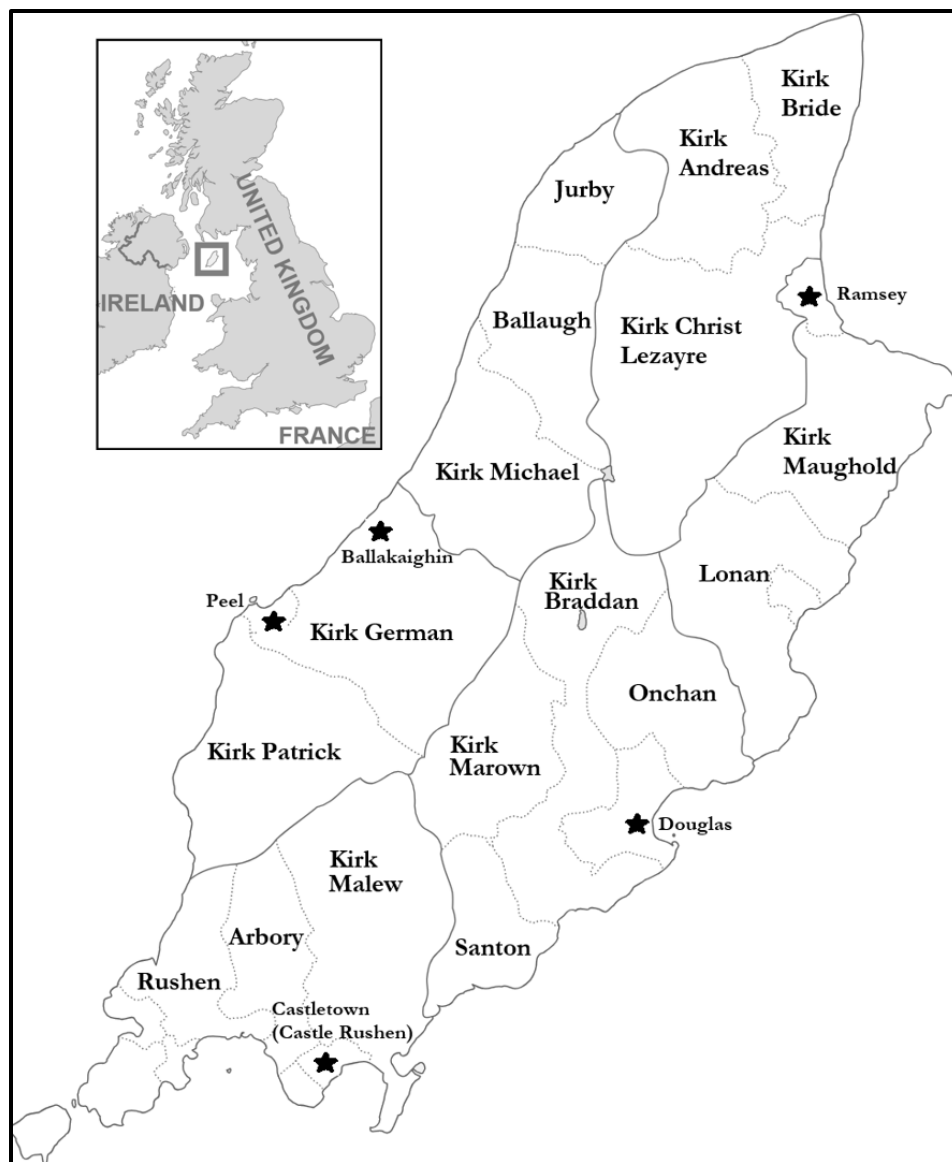 UNITED KINGDOM
IRELAND
FRANCE
Kirk
Bride
Kirk
Andreas
Jurby
Ramsey
Ballaugh
Kirk Christ
Lezayre
Kirk
Maughold
Kirk Michael
Ballakaighin
Lonan
Kirk
Braddan
Peel
Kirk German
Onchan
Kirk Patrick
Kirk
Marown
Douglas
Kirk
Malew
Arbory
Santon
Rushen
Castletown
(Castle Rushen)